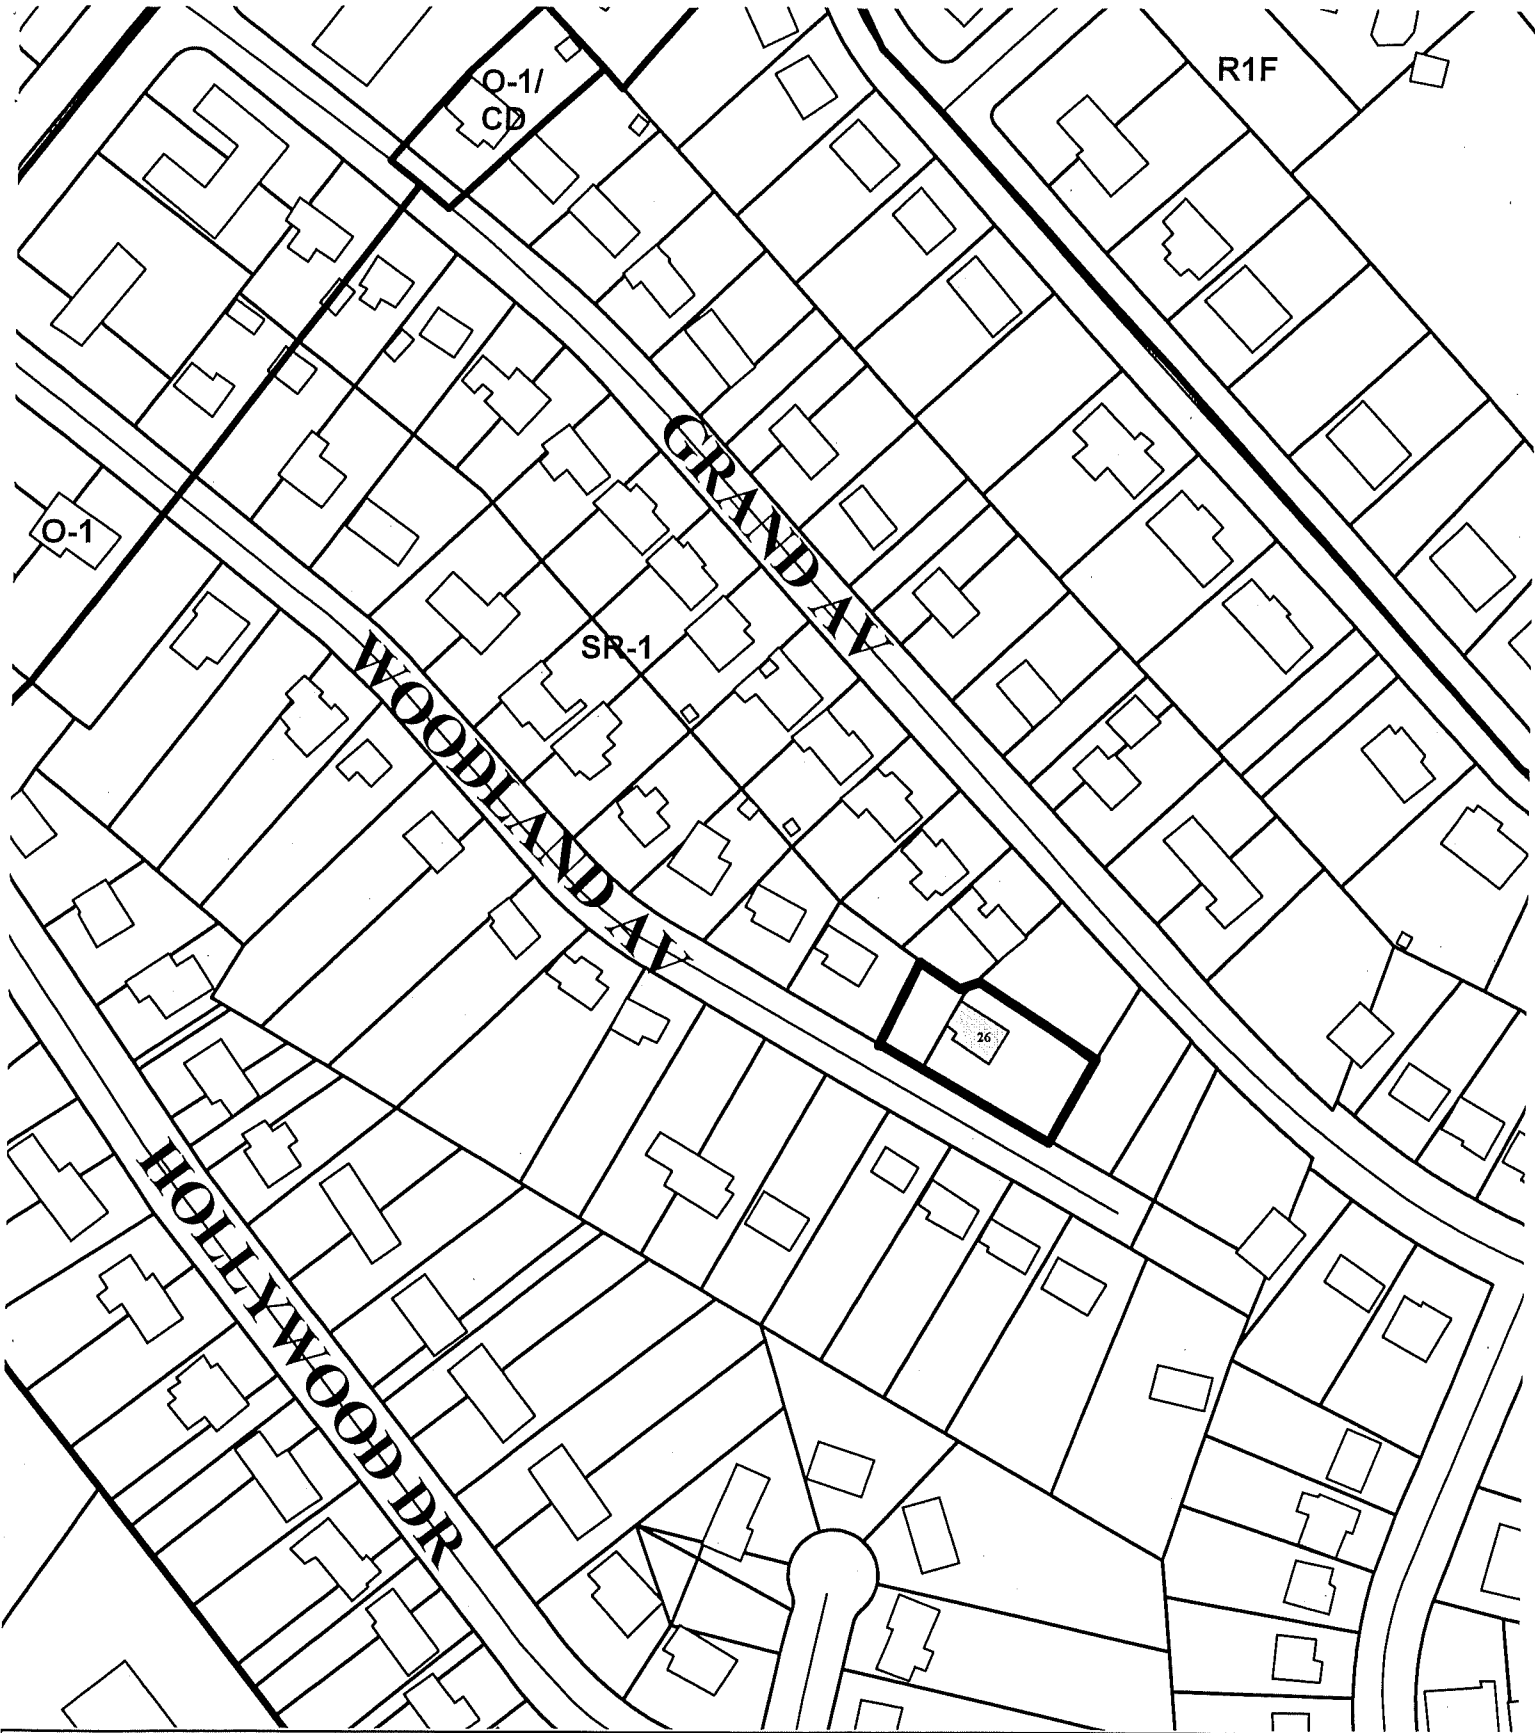 O-1/
CD
R1F
GRAND AV
O-1
SR-1
WOODLAND AV
26
HOLLYWOOD DR